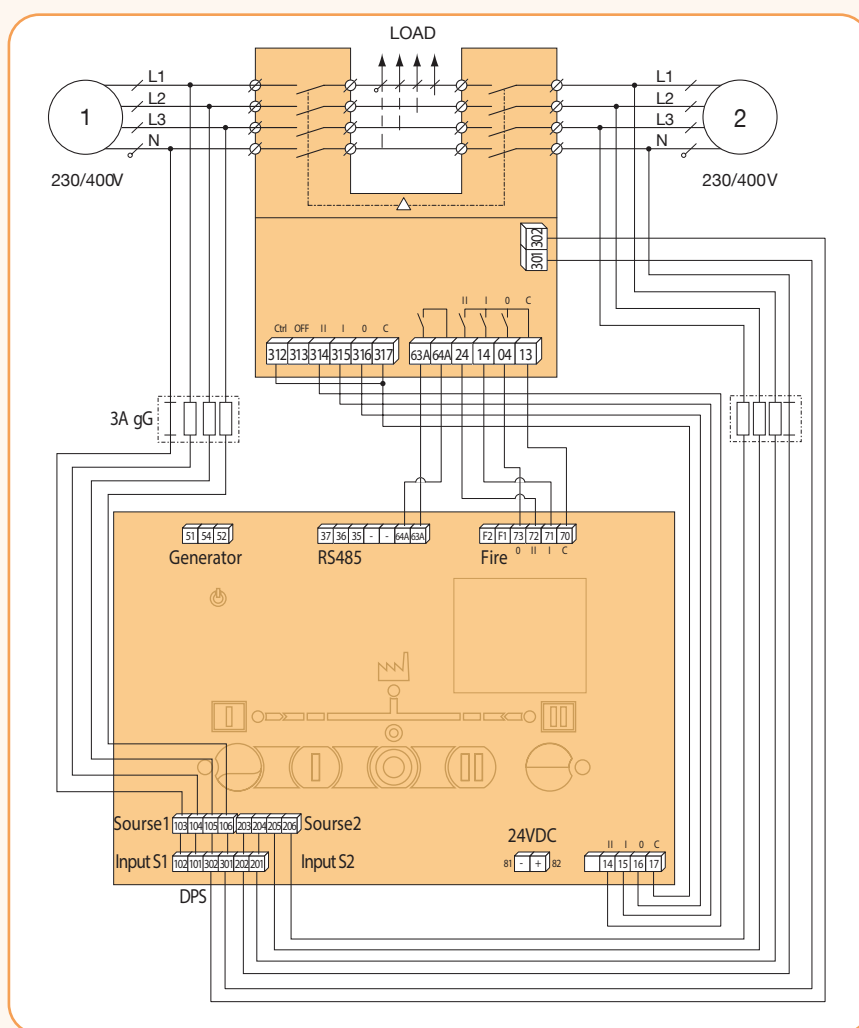 LOAD
L1
L2
L3
N
1
230/400V
L1
L2
L3
N
2
230/400V
302
301
II I 0 C
Ctrl OFF II I 0 C
312 313 314 315 316 317
63A 64A 24 14 04 13
3A gG
51 54 52
Generator
37 36 35 - - 64A 63A
RS485
F2 F1 73 72 71 70
Fire 0 II I C
I
II
I
II
Sourse1 103 104 105 106 203 204 205 206 Sourse2
Input S1 102 101 302 301 202 201 Input S2
DPS
24VDC
81 - + 82
II I 0 C
14 15 16 17